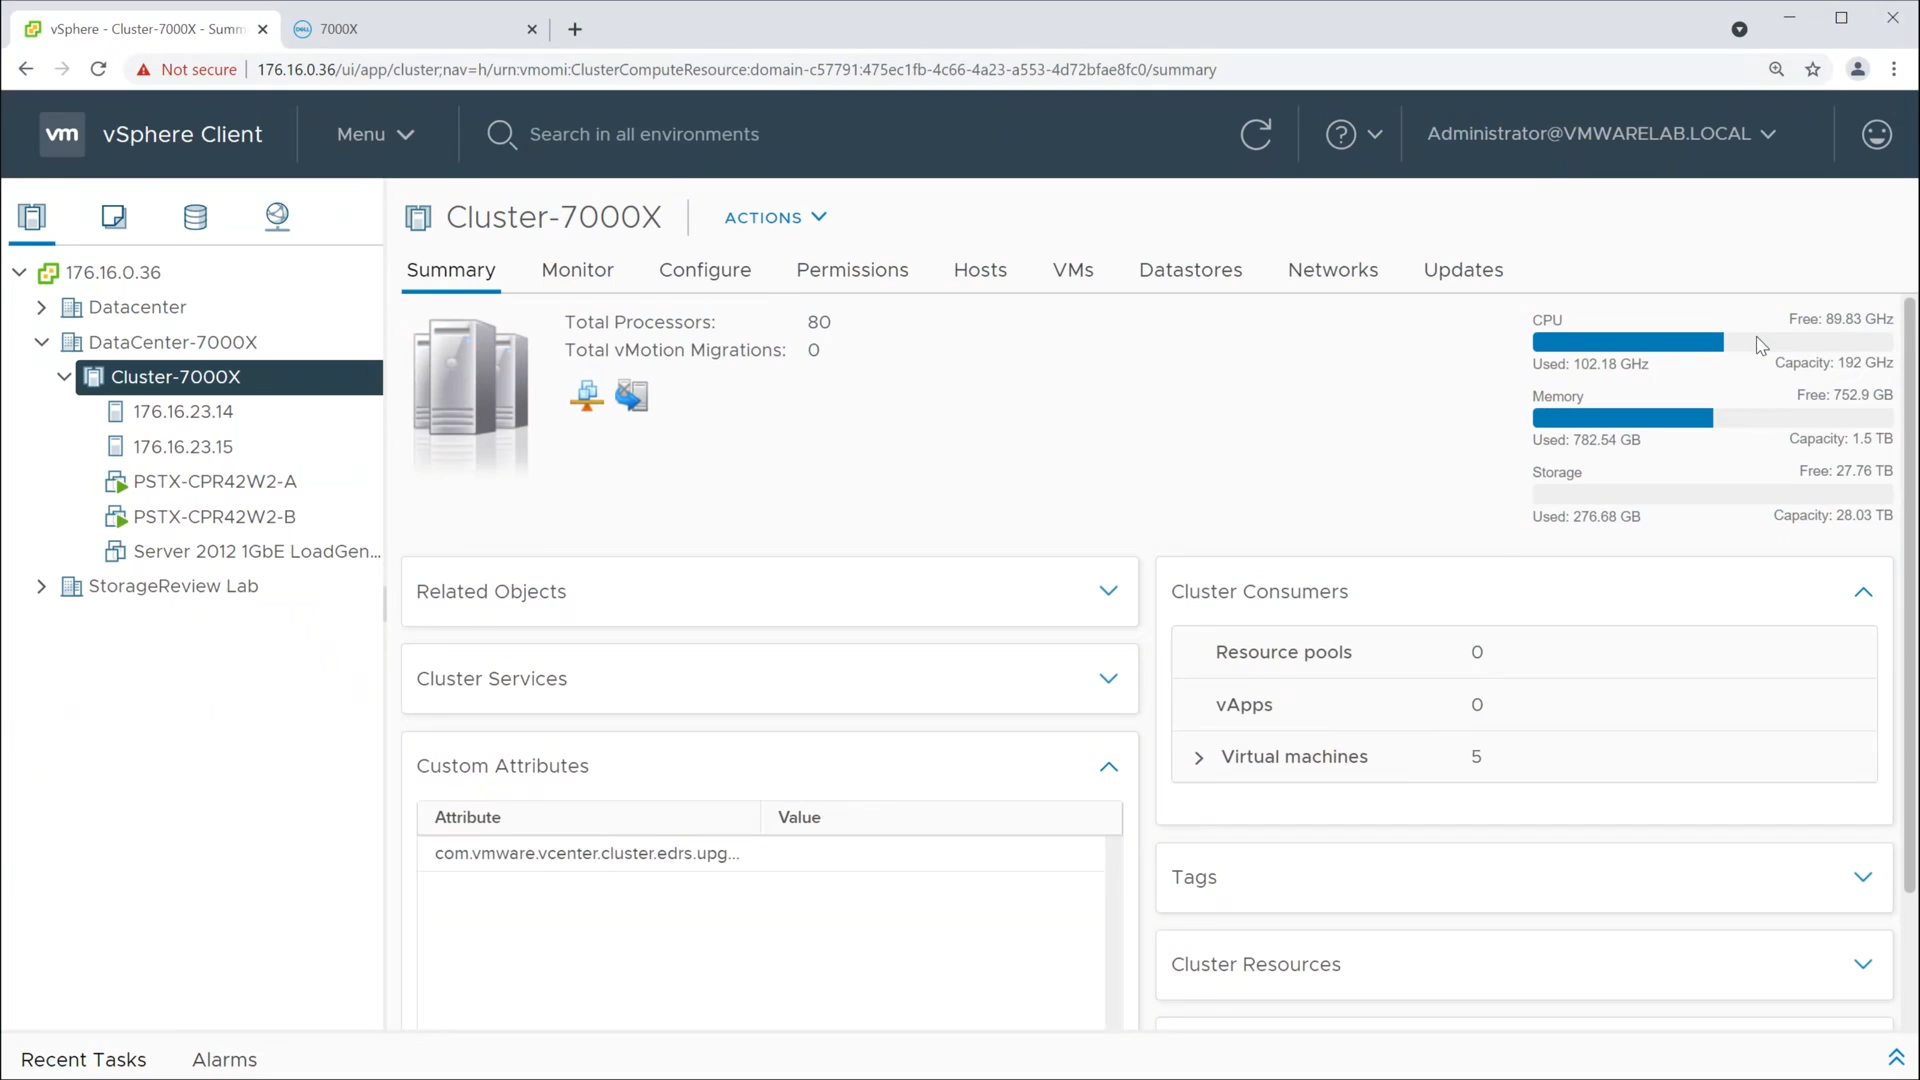 vSphere - Cluster-7000X - Summ
DELL
7000X
Not secure
176.16.0.36/ui/app/cluster;nav=h/urn:vmomi:ClusterComputeResource:domain-c57791:475ec1fb-4c66-4a23-a553-4d72bfae8fc0/summary
vm
vSphere Client
Menu
Search in all environments
?
Administrator@VMWARELAB.LOCAL
176.16.0.36
Datacenter
DataCenter-7000X
Cluster-7000X
176.16.23.14
176.16.23.15
PSTX-CPR42W2-A
PSTX-CPR42W2-B
Server 2012 1GbE LoadGen...
StorageReview Lab
Cluster-7000X
ACTIONS
Summary
Monitor
Configure
Permissions
Hosts
VMs
Datastores
Networks
Updates
Total Processors: 80
Total vMotion Migrations: 0
CPU Free: 89.83 GHz
Used: 102.18 GHz Capacity: 192 GHz
Memory Free: 752.9 GB
Used: 782.54 GB Capacity: 1.5 TB
Storage Free: 27.76 TB
Used: 276.68 GB Capacity: 28.03 TB
Related Objects
Cluster Services
Custom Attributes
Attribute Value
com.vmware.vcenter.cluster.edrs.upg...
Cluster Consumers
Resource pools 0
vApps 0
Virtual machines 5
Tags
Cluster Resources
Recent Tasks
Alarms